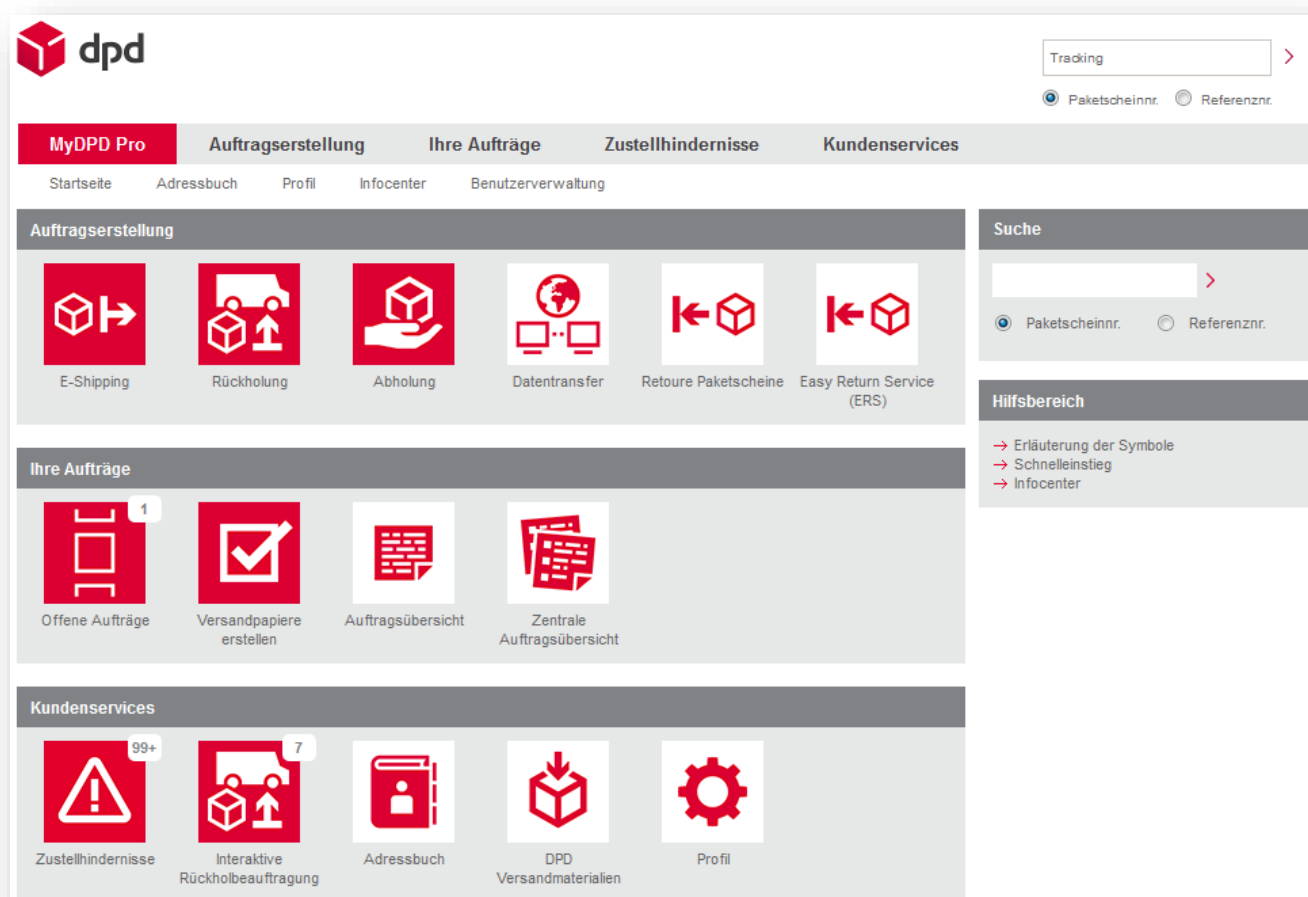 dpd
Tracking
Paketscheinnr. Referenznr.
MyDPD Pro Auftragserstellung Ihre Aufträge Zustellhindernisse Kundenservices
Startseite Adressbuch Profil Infocenter Benutzerverwaltung
Auftragserstellung
E-Shipping Rückholung Abholung Datentransfer Retoure Paketscheine Easy Return Service
(ERS)
Ihre Aufträge
1
Offene Aufträge Versandpapiere Auftragsübersicht Zentrale
erstellen Auftragsübersicht
Kundenservices
99+ 7
Zustellhindernisse Interaktive Adressbuch DPD Profil
Rückholbeauftragung Versandmaterialien
Suche
Paketscheinnr. Referenznr.
Hilfsbereich
Erläuterung der Symbole
Schnelleinstieg
Infocenter